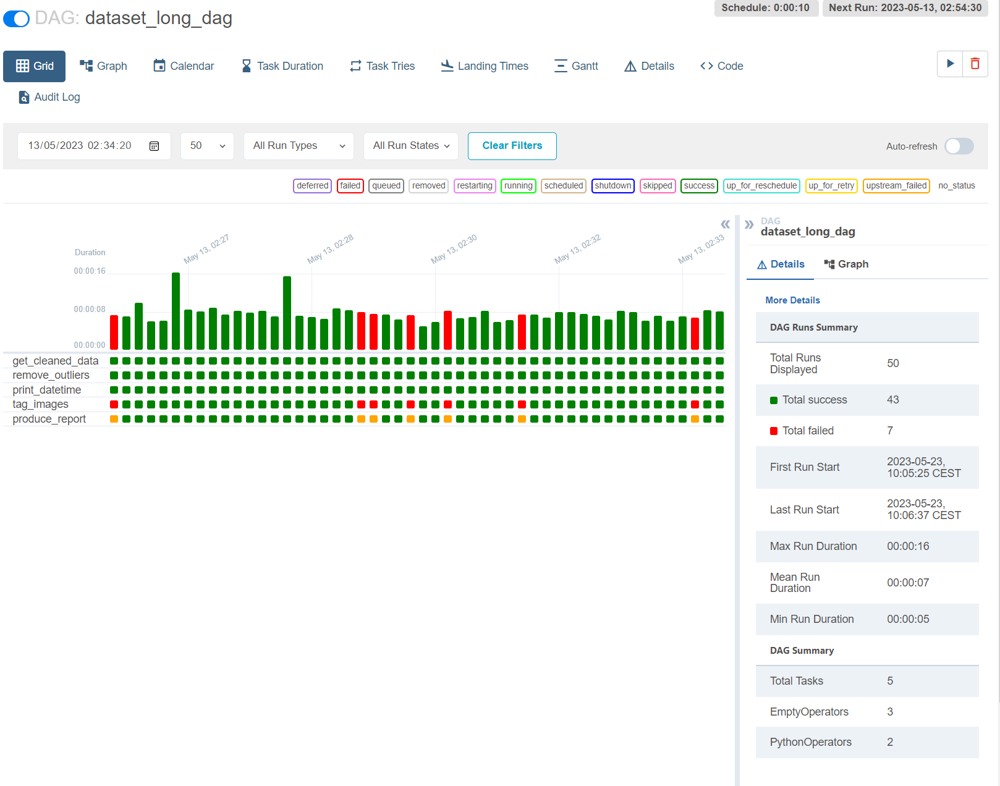 DAG: dataset_long_dag
Schedule: 0:00:10
Next Run: 2023-05-13, 02:54:30
Grid
Graph
Calendar
Task Duration
Task Tries
Landing Times
Gantt
Details
Code
Audit Log
13/05/2023 02:34:20
50
All Run Types
All Run States
Clear Filters
Auto-refresh
deferred
failed
queued
removed
restarting
running
scheduled
shutdown
skipped
success
up_for_reschedule
up_for_retry
upstream_failed
no_status
Duration
00:00:16
00:00:08
00:00:00
May 13, 02:27
May 13, 02:28
May 13, 02:30
May 13, 02:32
May 13, 02:33
get_cleaned_data
remove_outliers
print_datetime
tag_images
produce_report
DAG
dataset_long_dag
Details
Graph
More Details
DAG Runs Summary
Total Runs
Displayed
50
Total success
43
Total failed
7
First Run Start
2023-05-23,
10:05:25 CEST
Last Run Start
2023-05-23,
10:06:37 CEST
Max Run Duration
00:00:16
Mean Run
Duration
00:00:07
Min Run Duration
00:00:05
DAG Summary
Total Tasks
5
EmptyOperators
3
PythonOperators
2